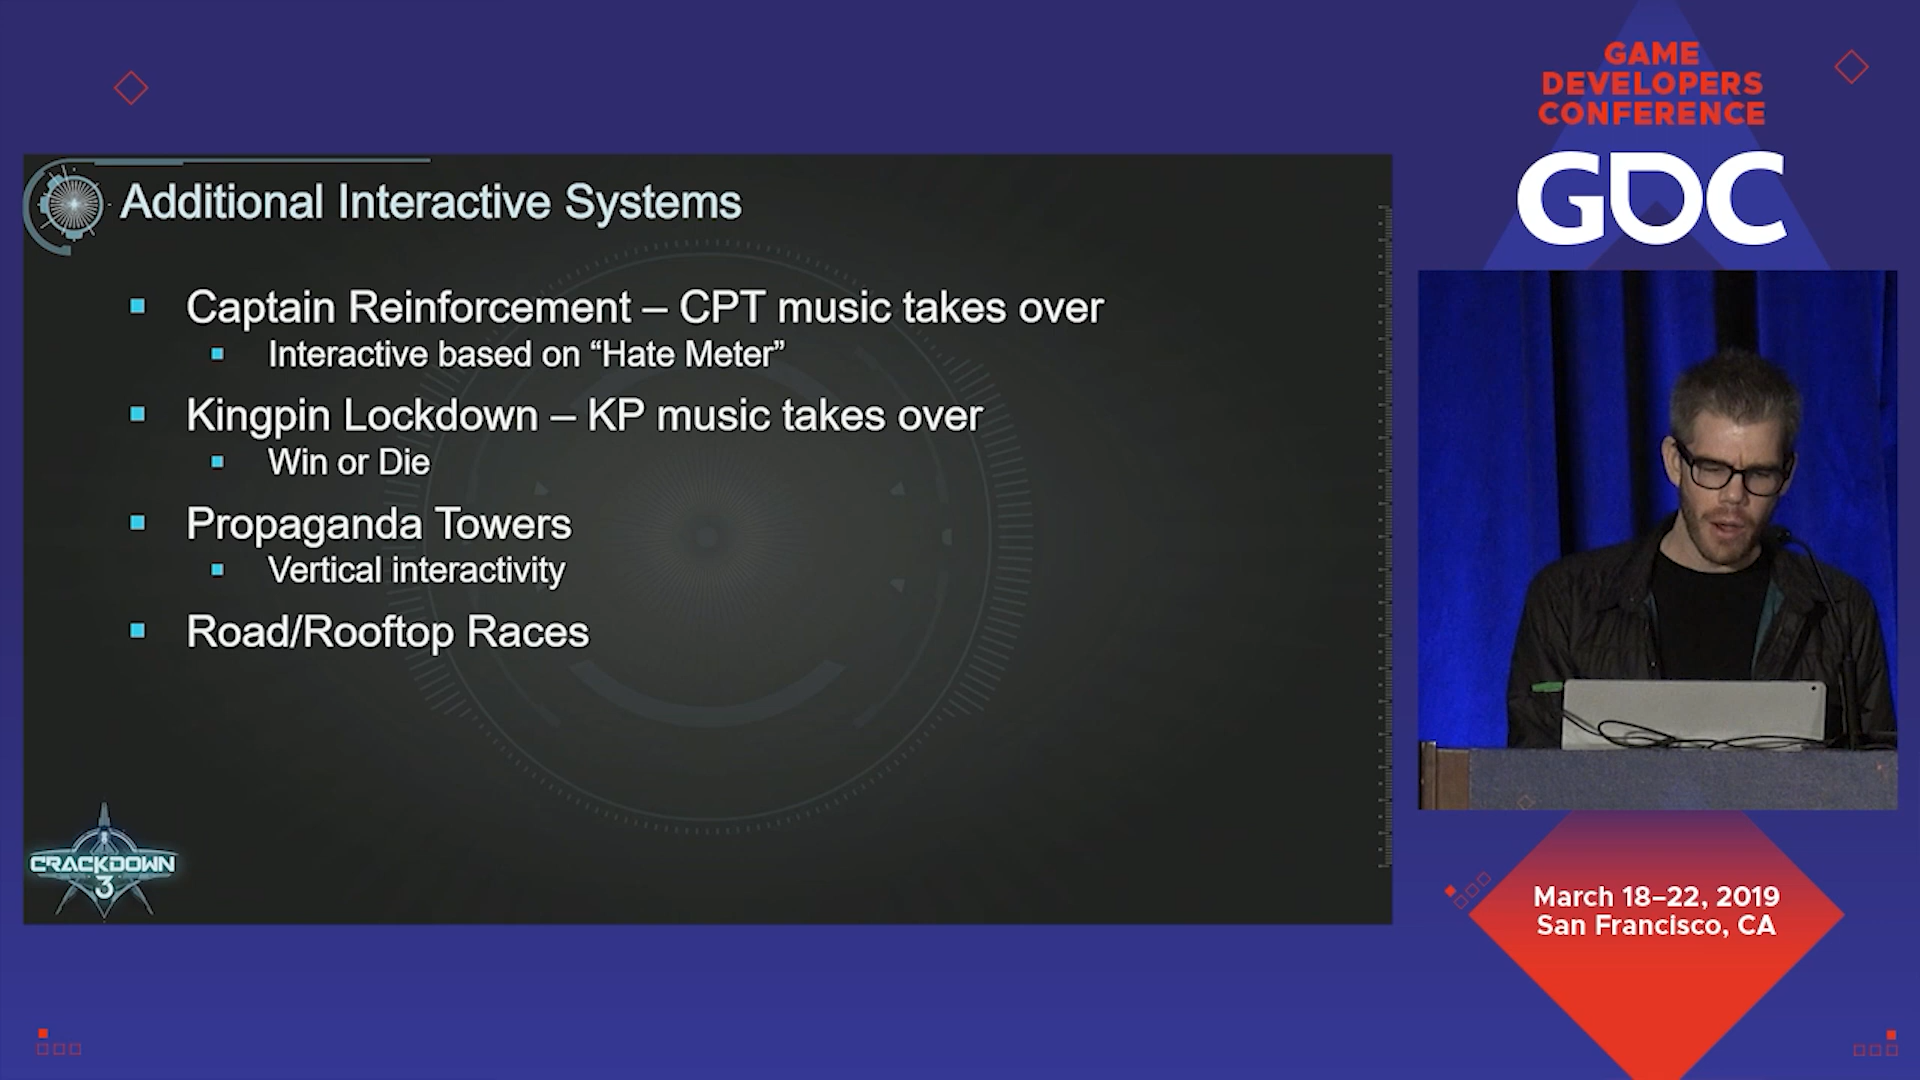 GAME
DEVELOPERS
CONFERENCE
GDC
Additional Interactive Systems
Captain Reinforcement – CPT music takes over
Interactive based on “Hate Meter”
Kingpin Lockdown – KP music takes over
Win or Die
Propaganda Towers
Vertical interactivity
Road/Rooftop Races
CRACKDOWN
3
March 18–22, 2019
San Francisco, CA